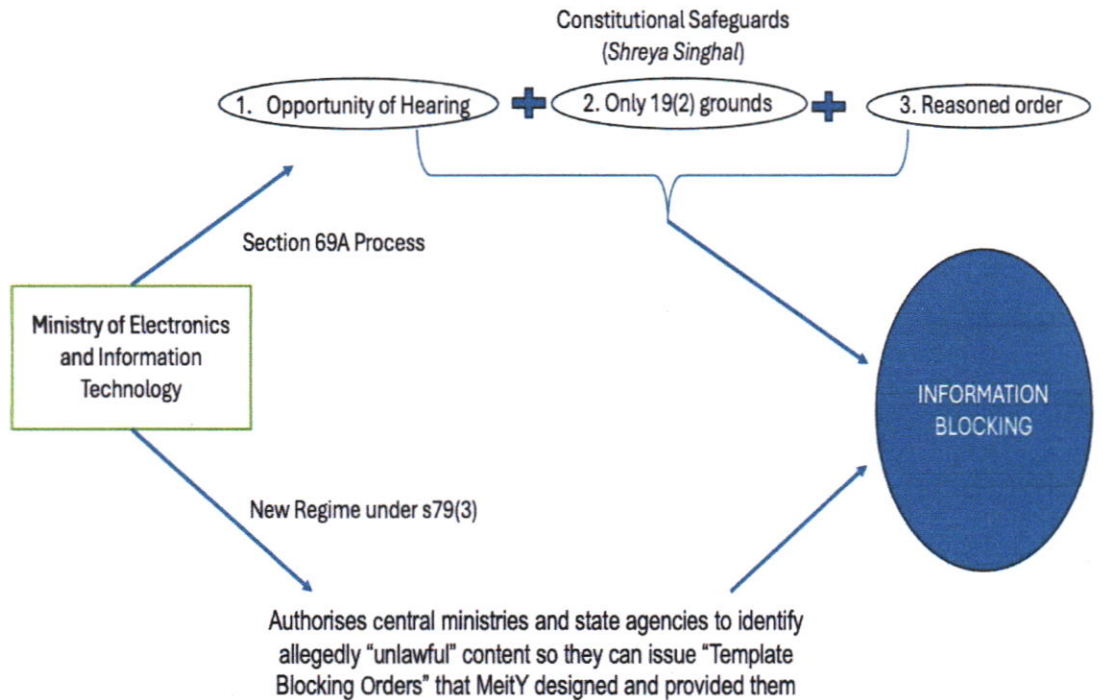 Constitutional Safeguards
(Shreya Singhal)
1. Opportunity of Hearing
2. Only 19(2) grounds
3. Reasoned order
Section 69A Process
Ministry of Electronics
and Information
Technology
INFORMATION
BLOCKING
New Regime under s79(3)
Authorises central ministries and state agencies to identify
allegedly “unlawful” content so they can issue “Template
Blocking Orders” that MeitY designed and provided them